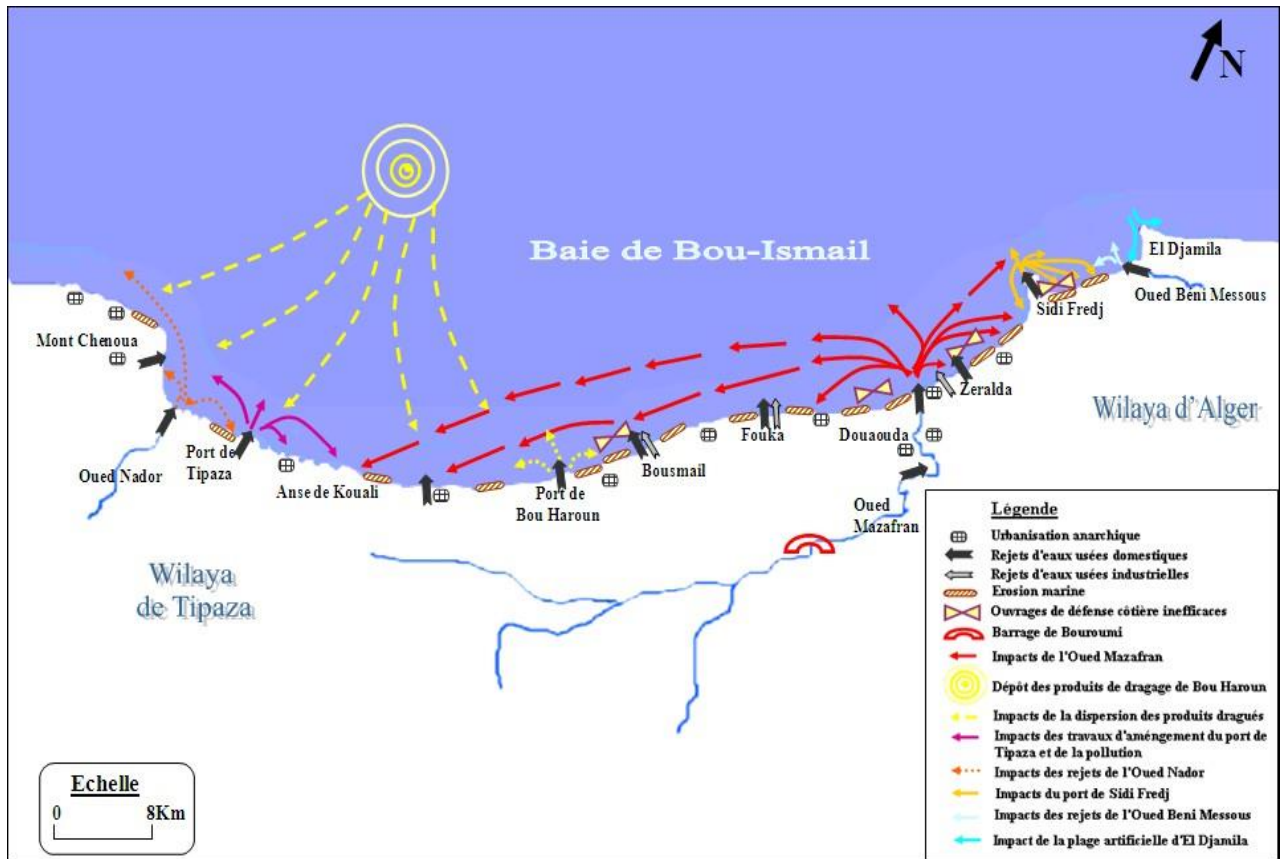 N
Baie de Bou-Ismail
El Djamila
Oued Beni Messous
Sidi Fredj
Mont Chenoua
Zeralda
Wilaya d'Alger
Fouka
Douaouda
Port de
Tipaza
Bousmail
Oued Nador
Anse de Kouali
Port de
Bou Haroun
Oued
Mazafran
Wilaya
de Tipaza
Légende
Urbanisation anarchique
Rejets d'eaux usées domestiques
Rejets d'eaux usées industrielles
Erosion marine
Ouvrages de défense côtière inefficaces
Barrage de Bouroumi
Impacts de l'Oued Mazafran
Dépôt des produits de dragage de Bou Haroun
Impacts de la dispersion des produits dragués
Impacts des travaux d'améngement du port de
Tipaza et de la pollution
Impacts des rejets de l'Oued Nador
Impacts du port de Sidi Fredj
Impacts des rejets de l'Oued Beni Messous
Impact de la plage artificielle d'El Djamila
Echelle
0 8Km